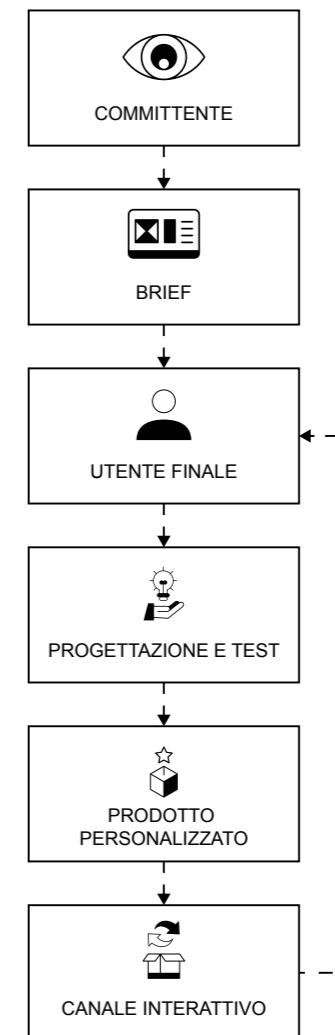 COMMITTENTE
BRIEF
UTENTE FINALE
PROGETTAZIONE E TEST
PRODOTTO
PERSONALIZZATO
CANALE INTERATTIVO